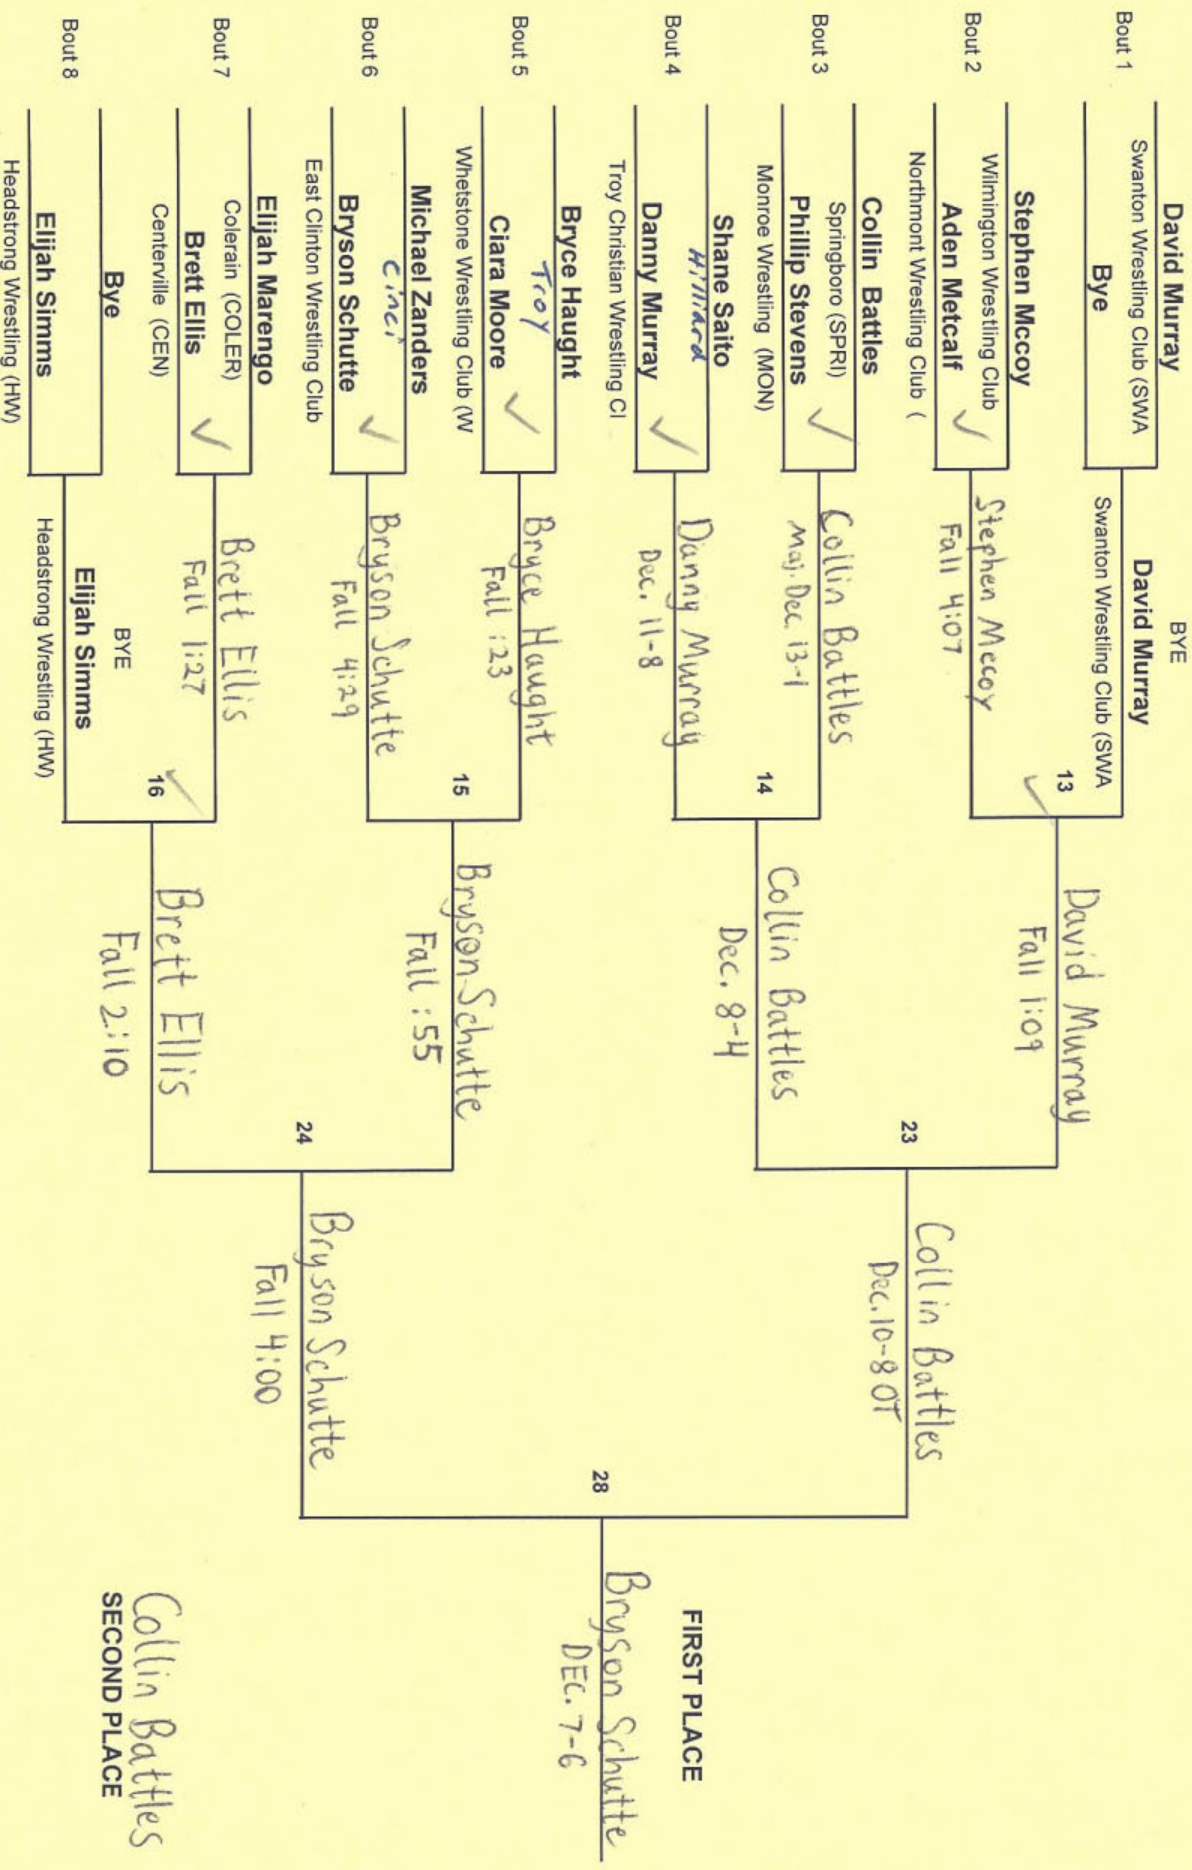 Bout 1
David Murray
Swanton Wrestling Club (SWA
Bye
Bout 2
Stephen Mccoy
Wilmington Wrestling Club
Aden Metcalf
Northmont Wrestling Club (
Bout 3
Collin Battles
Springboro (SPRI)
Phillip Stevens
Monroe Wrestling (MON)
Bout 4
Shane Saito
Hilliard
Danny Murray
Troy Christian Wrestling Cl
Bout 5
Bryce Haught
Troy
Ciara Moore
Whetstone Wrestling Club (W
Bout 6
Michael Zanders
Cinci
Bryson Schutte
East Clinton Wrestling Club
Bout 7
Elijah Marengo
Colerain (COLER)
Brett Ellis
Centerville (CEN)
Bout 8
Bye
Elijah Simms
Headstrong Wrestling (HW)
BYE
David Murray
Swanton Wrestling Club (SWA
13
Stephen Mccoy
Fall 4:07
Collin Battles
Maj. Dec. 13-1
14
Danny Murray
Dec. 11-8
Bryce Haught
Fall :23
15
Bryson Schutte
Fall 4:29
Brett Ellis
Fall 1:27
16
BYE
Elijah Simms
Headstrong Wrestling (HW)
David Murray
Fall 1:09
23
Collin Battles
Dec. 8-4
Bryson Schutte
Fall :55
24
Brett Ellis
Fall 2:10
Collin Battles
Dec. 10-8 OT
28
Bryson Schutte
Fall 4:00
FIRST PLACE
Bryson Schutte
DEC. 7-6
Collin Battles
SECOND PLACE